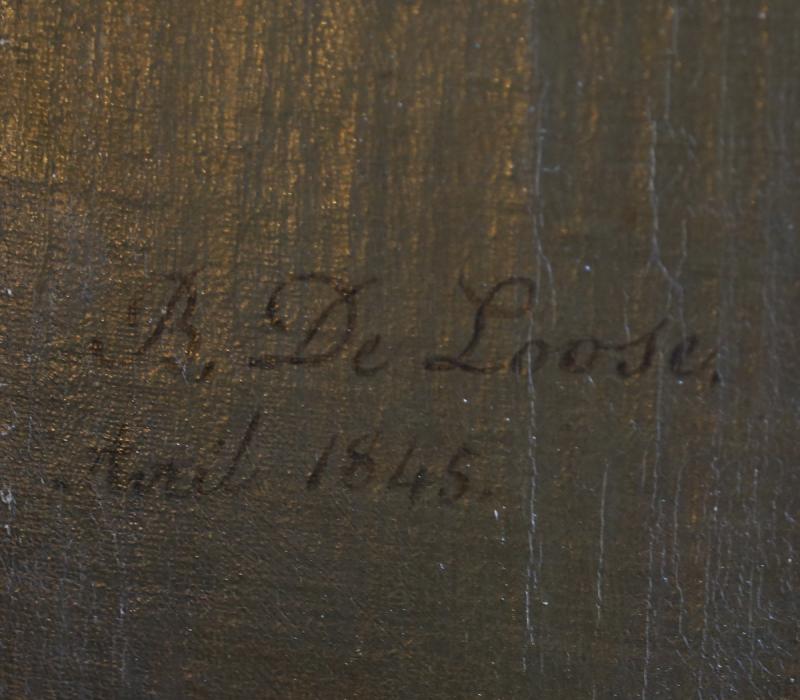 B, De Loose,
Avril 1845.